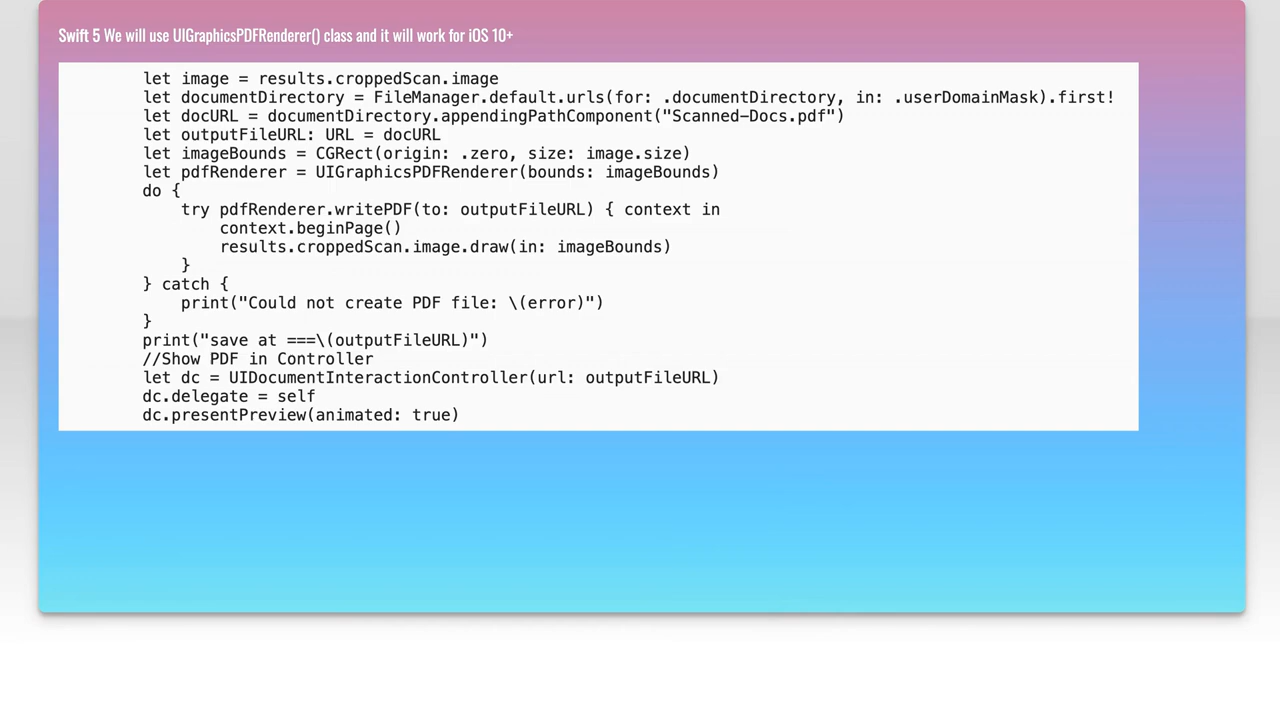 Swift 5 We will use UIGraphicsPDFRenderer() class and it will work for iOS 10+
let image = results.croppedScan.image
let documentDirectory = FileManager.default.urls(for: .documentDirectory, in: .userDomainMask).first!
let docURL = documentDirectory.appendingPathComponent("Scanned-Docs.pdf")
let outputFileURL: URL = docURL
let imageBounds = CGRect(origin: .zero, size: image.size)
let pdfRenderer = UIGraphicsPDFRenderer(bounds: imageBounds)
do {
    try pdfRenderer.writePDF(to: outputFileURL) { context in
        context.beginPage()
        results.croppedScan.image.draw(in: imageBounds)
    }
} catch {
    print("Could not create PDF file: \(error)")
}
print("save at ===\(outputFileURL)")
//Show PDF in Controller
let dc = UIDocumentInteractionController(url: outputFileURL)
dc.delegate = self
dc.presentPreview(animated: true)